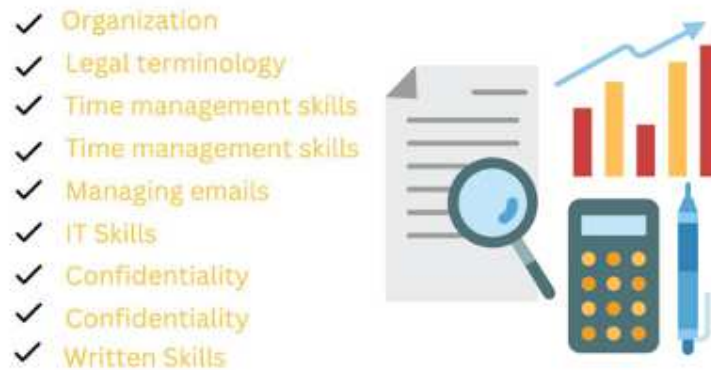 Organization
Legal terminology
Time management skills
Time management skills
Managing emails
IT Skills
Confidentiality
Confidentiality
Written Skills